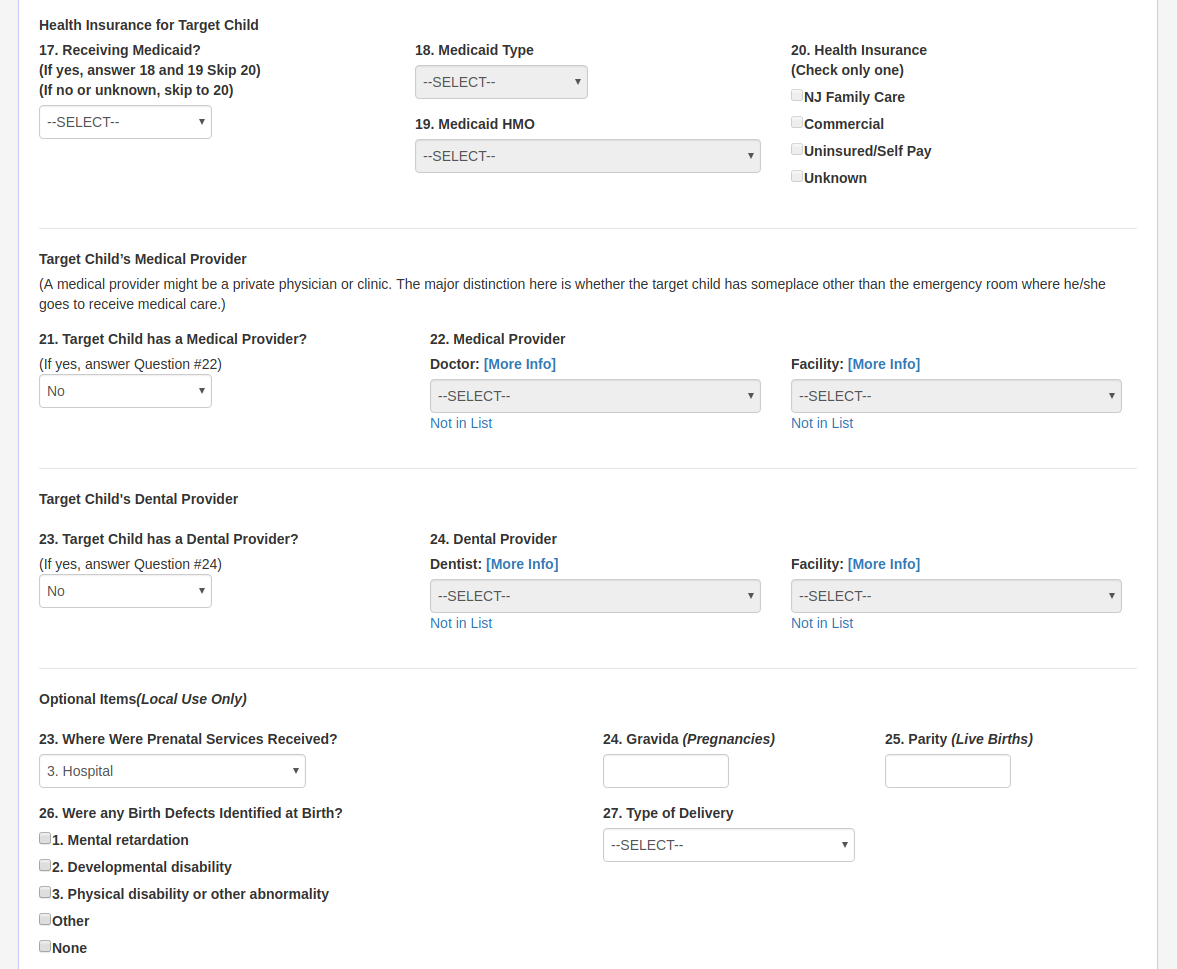 Health Insurance for Target Child
17. Receiving Medicaid?
(If yes, answer 18 and 19 Skip 20)
(If no or unknown, skip to 20)
--SELECT--
18. Medicaid Type
--SELECT--
19. Medicaid HMO
--SELECT--
20. Health Insurance
(Check only one)
NJ Family Care
Commercial
Uninsured/Self Pay
Unknown
Target Child’s Medical Provider
(A medical provider might be a private physician or clinic. The major distinction here is whether the target child has someplace other than the emergency room where he/she
goes to receive medical care.)
21. Target Child has a Medical Provider?
(If yes, answer Question #22)
No
22. Medical Provider
Doctor: [More Info]
--SELECT--
Not in List
Facility: [More Info]
--SELECT--
Not in List
Target Child's Dental Provider
23. Target Child has a Dental Provider?
(If yes, answer Question #24)
No
24. Dental Provider
Dentist: [More Info]
--SELECT--
Not in List
Facility: [More Info]
--SELECT--
Not in List
Optional Items(Local Use Only)
23. Where Were Prenatal Services Received?
3. Hospital
24. Gravida (Pregnancies)
25. Parity (Live Births)
26. Were any Birth Defects Identified at Birth?
1. Mental retardation
2. Developmental disability
3. Physical disability or other abnormality
Other
None
27. Type of Delivery
--SELECT--